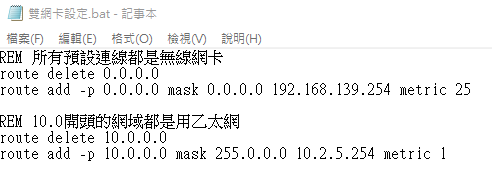 雙網卡設定.bat - 記事本
檔案(F) 編輯(E) 格式(O) 檢視(V) 說明(H)
REM 所有預設連線都是無線網卡
route delete 0.0.0.0
route add -p 0.0.0.0 mask 0.0.0.0 192.168.139.254 metric 25
REM 10.0開頭的網域都是用乙太網
route delete 10.0.0.0
route add -p 10.0.0.0 mask 255.0.0.0 10.2.5.254 metric 1